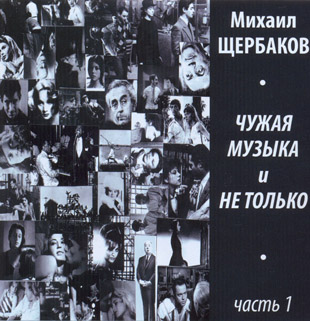 Михаил
ЩЕРБАКОВ
•
ЧУЖАЯ
МУЗЫКА
и
НЕ ТОЛЬКО
•
часть 1